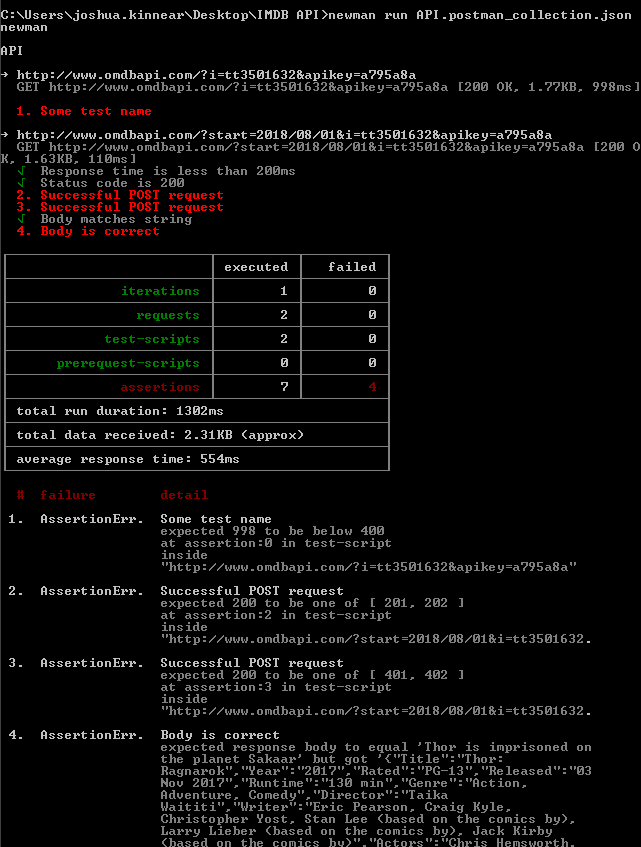 C:\Users\joshua.kinnear\Desktop\IMDB API>newman run API.postman_collection.json
newman
API
→ http://www.omdbapi.com/?i=tt3501632&apikey=a795a8a
GET http://www.omdbapi.com/?i=tt3501632&apikey=a795a8a [200 OK, 1.77KB, 998ms]
1. Some test name
→ http://www.omdbapi.com/?start=2018/08/01&i=tt3501632&apikey=a795a8a
GET http://www.omdbapi.com/?start=2018/08/01&i=tt3501632&apikey=a795a8a [200 O
K, 1.63KB, 110ms]
√ Response time is less than 200ms
√ Status code is 200
2. Successful POST request
3. Successful POST request
√ Body matches string
4. Body is correct
executed failed
iterations 1 0
requests 2 0
test-scripts 2 0
prerequest-scripts 0 0
assertions 7 4
total run duration: 1302ms
total data received: 2.31KB (approx)
average response time: 554ms
# failure detail
1. AssertionErr. Some test name
expected 998 to be below 400
at assertion:0 in test-script
inside
"http://www.omdbapi.com/?i=tt3501632&apikey=a795a8a"
2. AssertionErr. Successful POST request
expected 200 to be one of [ 201, 202 ]
at assertion:2 in test-script
inside
"http://www.omdbapi.com/?start=2018/08/01&i=tt3501632.
3. AssertionErr. Successful POST request
expected 200 to be one of [ 401, 402 ]
at assertion:3 in test-script
inside
"http://www.omdbapi.com/?start=2018/08/01&i=tt3501632.
4. AssertionErr. Body is correct
expected response body to equal 'Thor is imprisoned on
the planet Sakaar' but got '{"Title":"Thor:
Ragnarok","Year":"2017","Rated":"PG-13","Released":"03
Nov 2017","Runtime":"130 min","Genre":"Action,
Adventure, Comedy","Director":"Taika
Waititi","Writer":"Eric Pearson, Craig Kyle,
Christopher Yost, Stan Lee (based on the comics by),
Larry Lieber (based on the comics by), Jack Kirby
(based on the comics by)","Actors":"Chris Hemsworth,